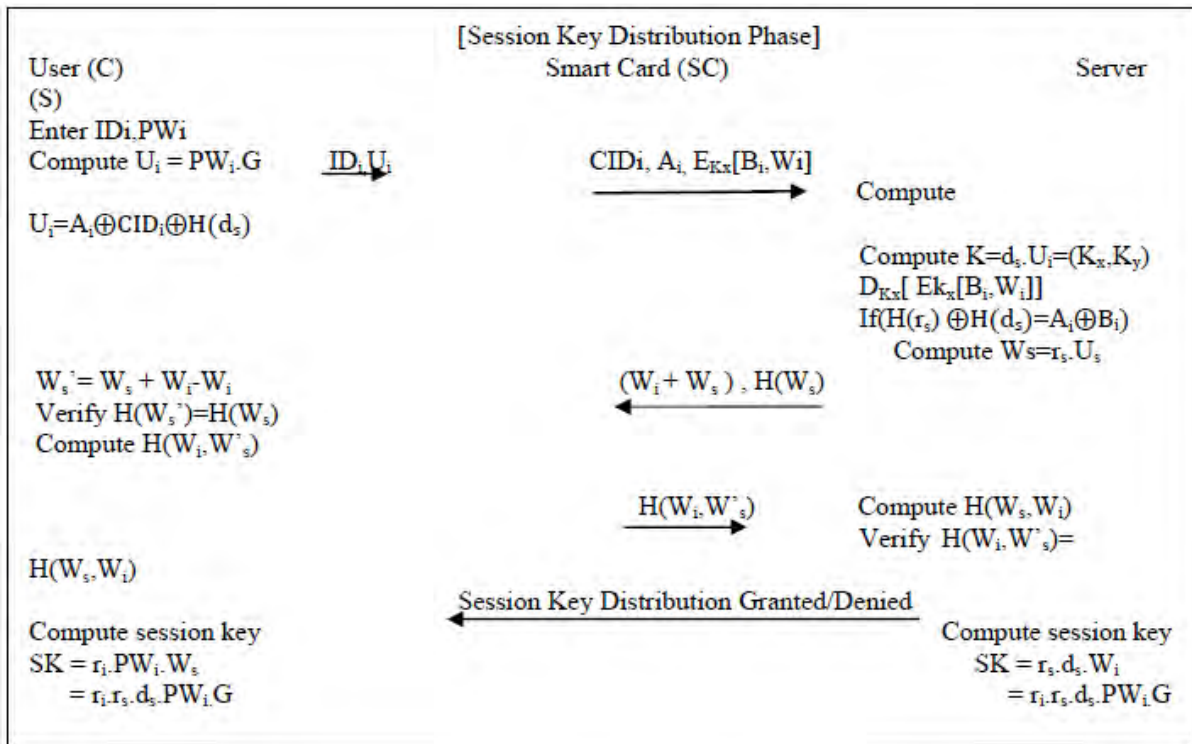 [Session Key Distribution Phase]
User (C) Smart Card (SC) Server
(S)
Enter IDi,PWi
Compute Uᵢ = PWᵢ.G IDᵢ,Uᵢ CIDi, Aᵢ, E_Kx[Bᵢ,Wi]
Compute
Uᵢ=Aᵢ⊕CIDᵢ⊕H(dₛ)
Compute K=dₛ.Uᵢ=(Kₓ,Kᵧ)
D_Kx[ Ekₓ[Bᵢ,Wᵢ]]
If(H(rₛ) ⊕H(dₛ)=Aᵢ⊕Bᵢ)
Compute Ws=rₛ.Uₛ
Wₛ'= Wₛ + Wᵢ-Wᵢ (Wᵢ+ Wₛ ) , H(Wₛ)
Verify H(Wₛ')=H(Wₛ)
Compute H(Wᵢ,W`ₛ)
H(Wᵢ,W`ₛ) Compute H(Wₛ,Wᵢ)
Verify H(Wᵢ,W`ₛ)=
H(Wₛ,Wᵢ)
Session Key Distribution Granted/Denied
Compute session key Compute session key
SK = rᵢ.PWᵢ.Wₛ SK = rₛ.dₛ.Wᵢ
= rᵢ.rₛ.dₛ.PWᵢ.G = rᵢ.rₛ.dₛ.PWᵢ.G